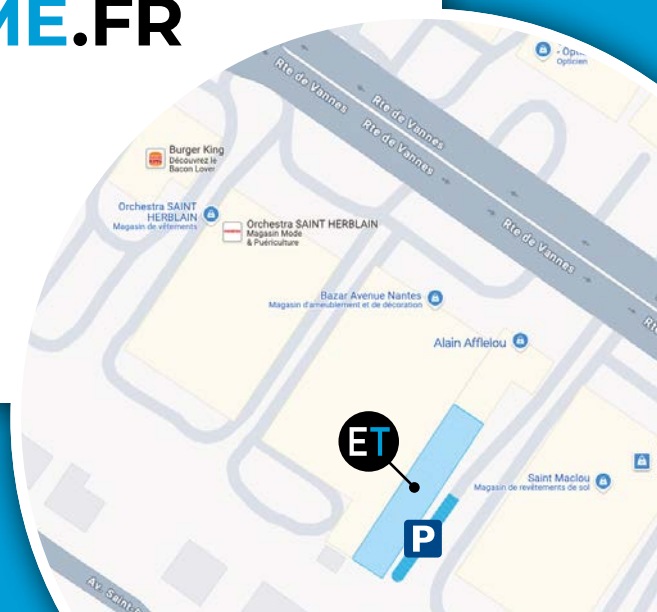 ME.FR
Opticien
Rte de Vannes
Rte de Vannes
Rte de Vannes
Rte de Vannes
Rte de Vannes
Burger King
Découvrez le
Bacon Lover
Orchestra SAINT
HERBLAIN
Magasin de vêtements
Orchestra SAINT HERBLAIN
Magasin Mode
& Puériculture
Bazar Avenue Nantes
Magasin d'ameublement et de décoration
Alain Afflelou
ET
Saint Maclou
Magasin de revêtements de sol
P
Av. Saint-